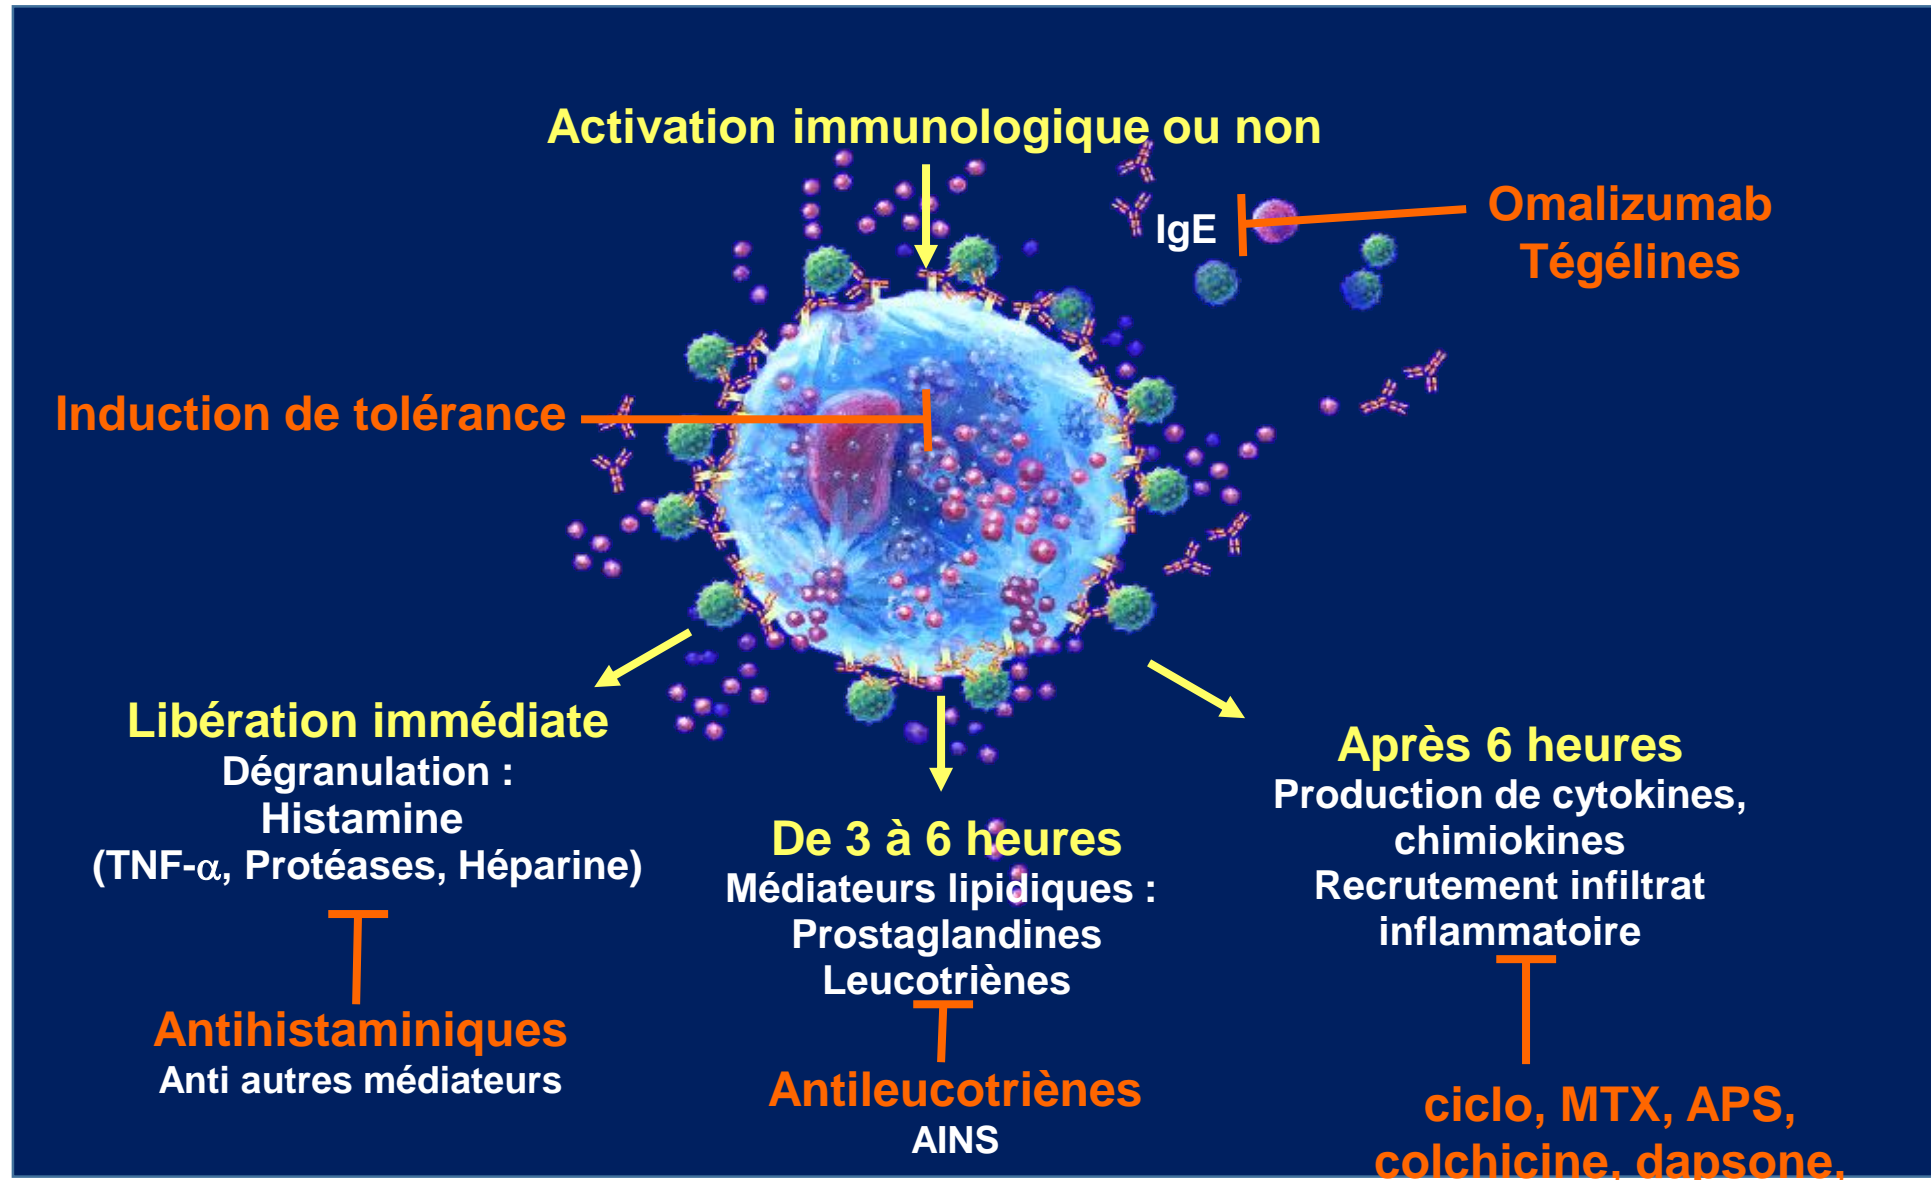 Activation immunologique ou non
IgE
Omalizumab
Tégélines
Induction de tolérance
Libération immédiate
Dégranulation :
Histamine
(TNF-α, Protéases, Héparine)
Antihistaminiques
Anti autres médiateurs
De 3 à 6 heures
Médiateurs lipidiques :
Prostaglandines
Leucotriènes
Antileucotriènes
AINS
Après 6 heures
Production de cytokines,
chimiokines
Recrutement infiltrat
inflammatoire
ciclo, MTX, APS,
colchicine, dapsone,